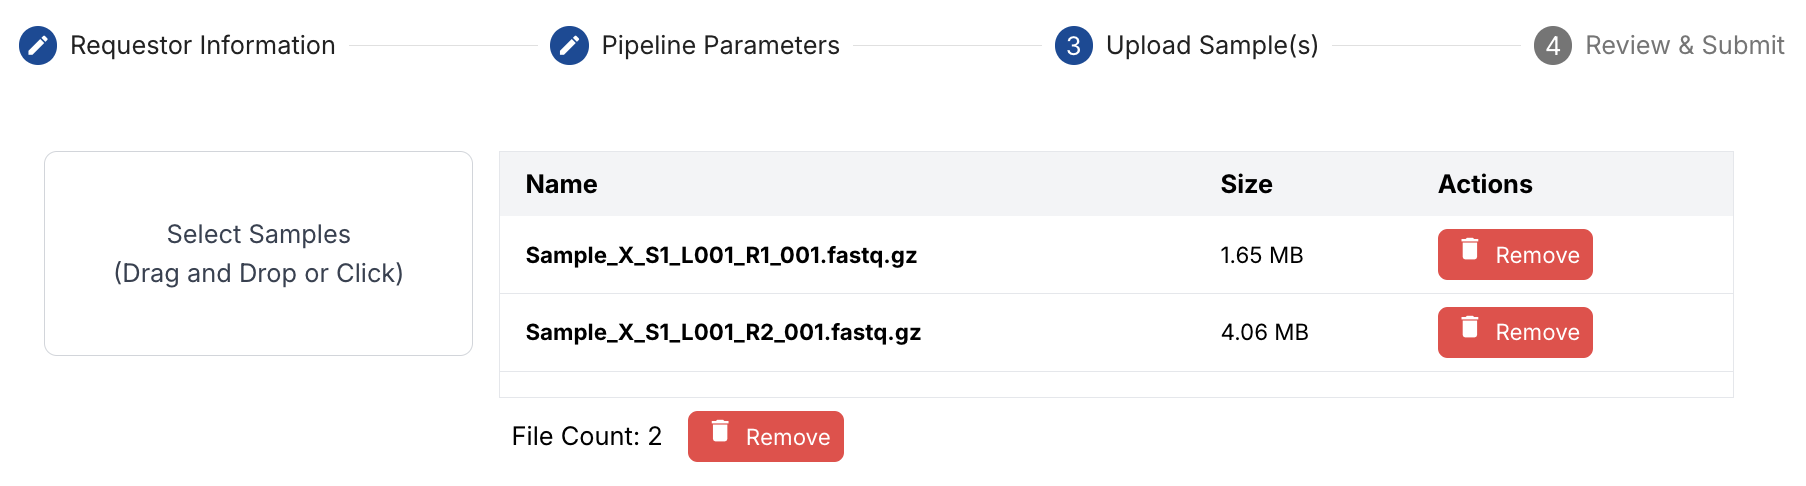 Requestor Information
Pipeline Parameters
3 Upload Sample(s)
4 Review & Submit
Select Samples
(Drag and Drop or Click)
Name Size Actions
Sample_X_S1_L001_R1_001.fastq.gz 1.65 MB Remove
Sample_X_S1_L001_R2_001.fastq.gz 4.06 MB Remove
File Count: 2 Remove